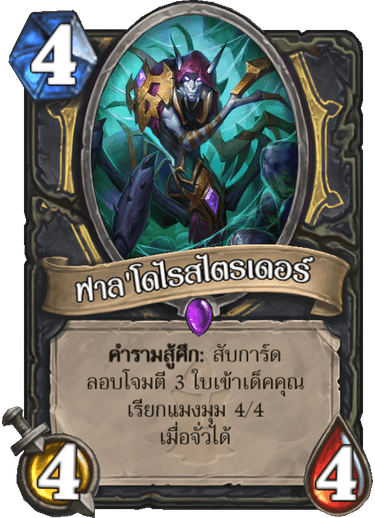 4
ฟาล'โดไรสไตรเดอร์
คำรามสู้ศึก: สับการ์ด
ลอบโจมตี 3 ใบเข้าเด็คคุณ
เรียกแมงมุม 4/4
เมื่อจั่วได้
4
4